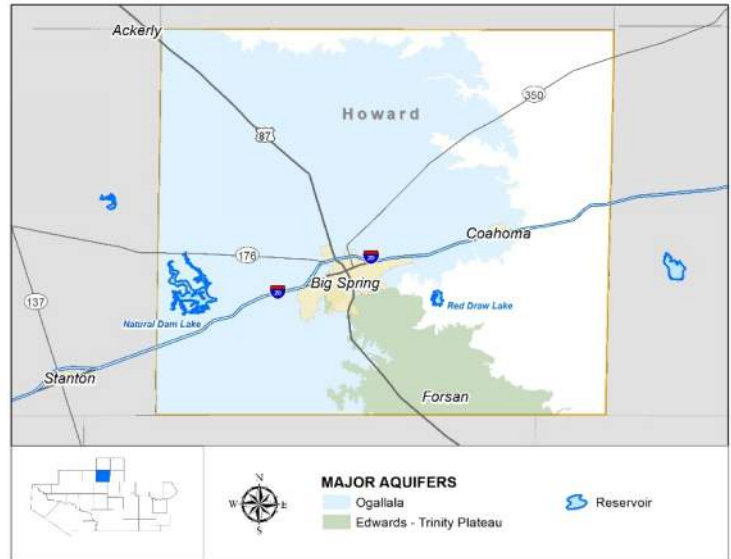 Ackerly
Howard
350
87
Coahoma
176
20
Big Spring
20
137
Natural Dam Lake
Red Draw Lake
Stanton
Forsan
N
W
E
S
MAJOR AQUIFERS
Ogallala
Edwards - Trinity Plateau
Reservoir